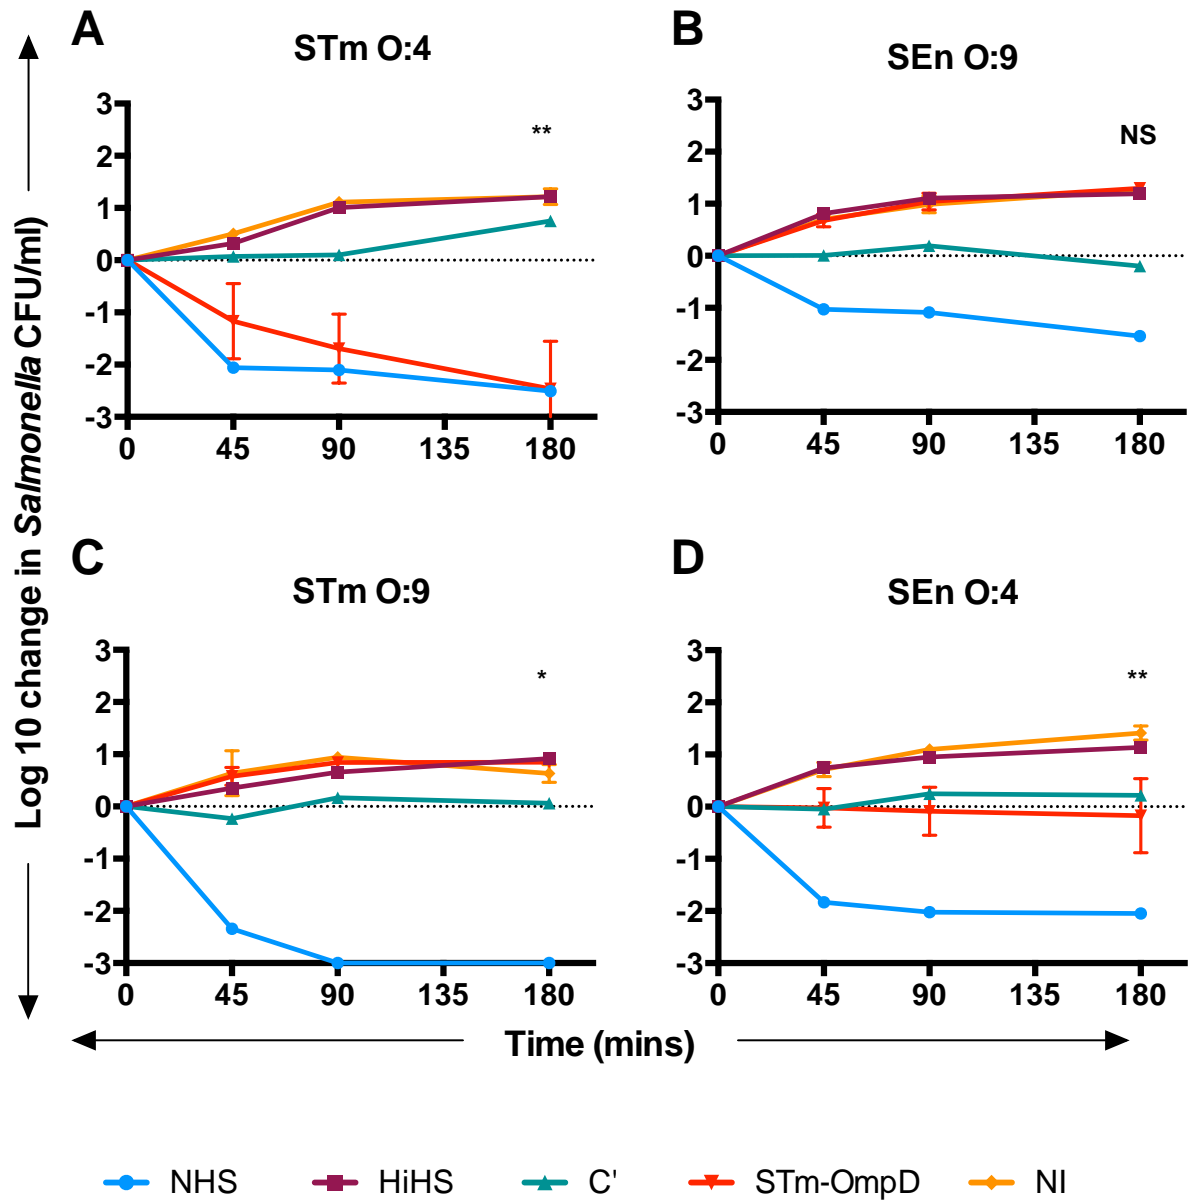 A
STm O:4
B
SEn O:9
3
2
1
0
-1
-2
-3
**
0 45 90 135 180
3
2
1
0
-1
-2
-3
NS
0 45 90 135 180
Log 10 change in Salmonella CFU/ml)
C
STm O:9
D
SEn O:4
3
2
1
0
-1
-2
-3
*
0 45 90 135 180
3
2
1
0
-1
-2
-3
**
0 45 90 135 180
Time (mins)
NHS HiHS C' STm-OmpD NI